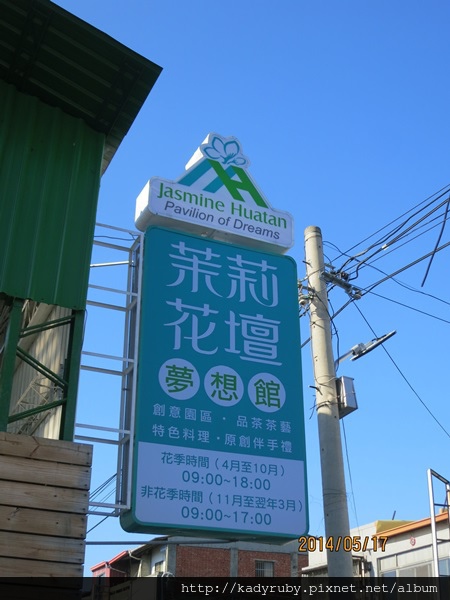 Jasmine Huatan
Pavilion of Dreams
茉莉
花壇
夢想館
創意園區·品茶茶藝
特色料理·原創伴手禮
花季時間（4月至10月）
09:00~18:00
非花季時間（11月至翌年3月）
09:00~17:00
2014/05/17
http://kadyruby.pixnet.net/album